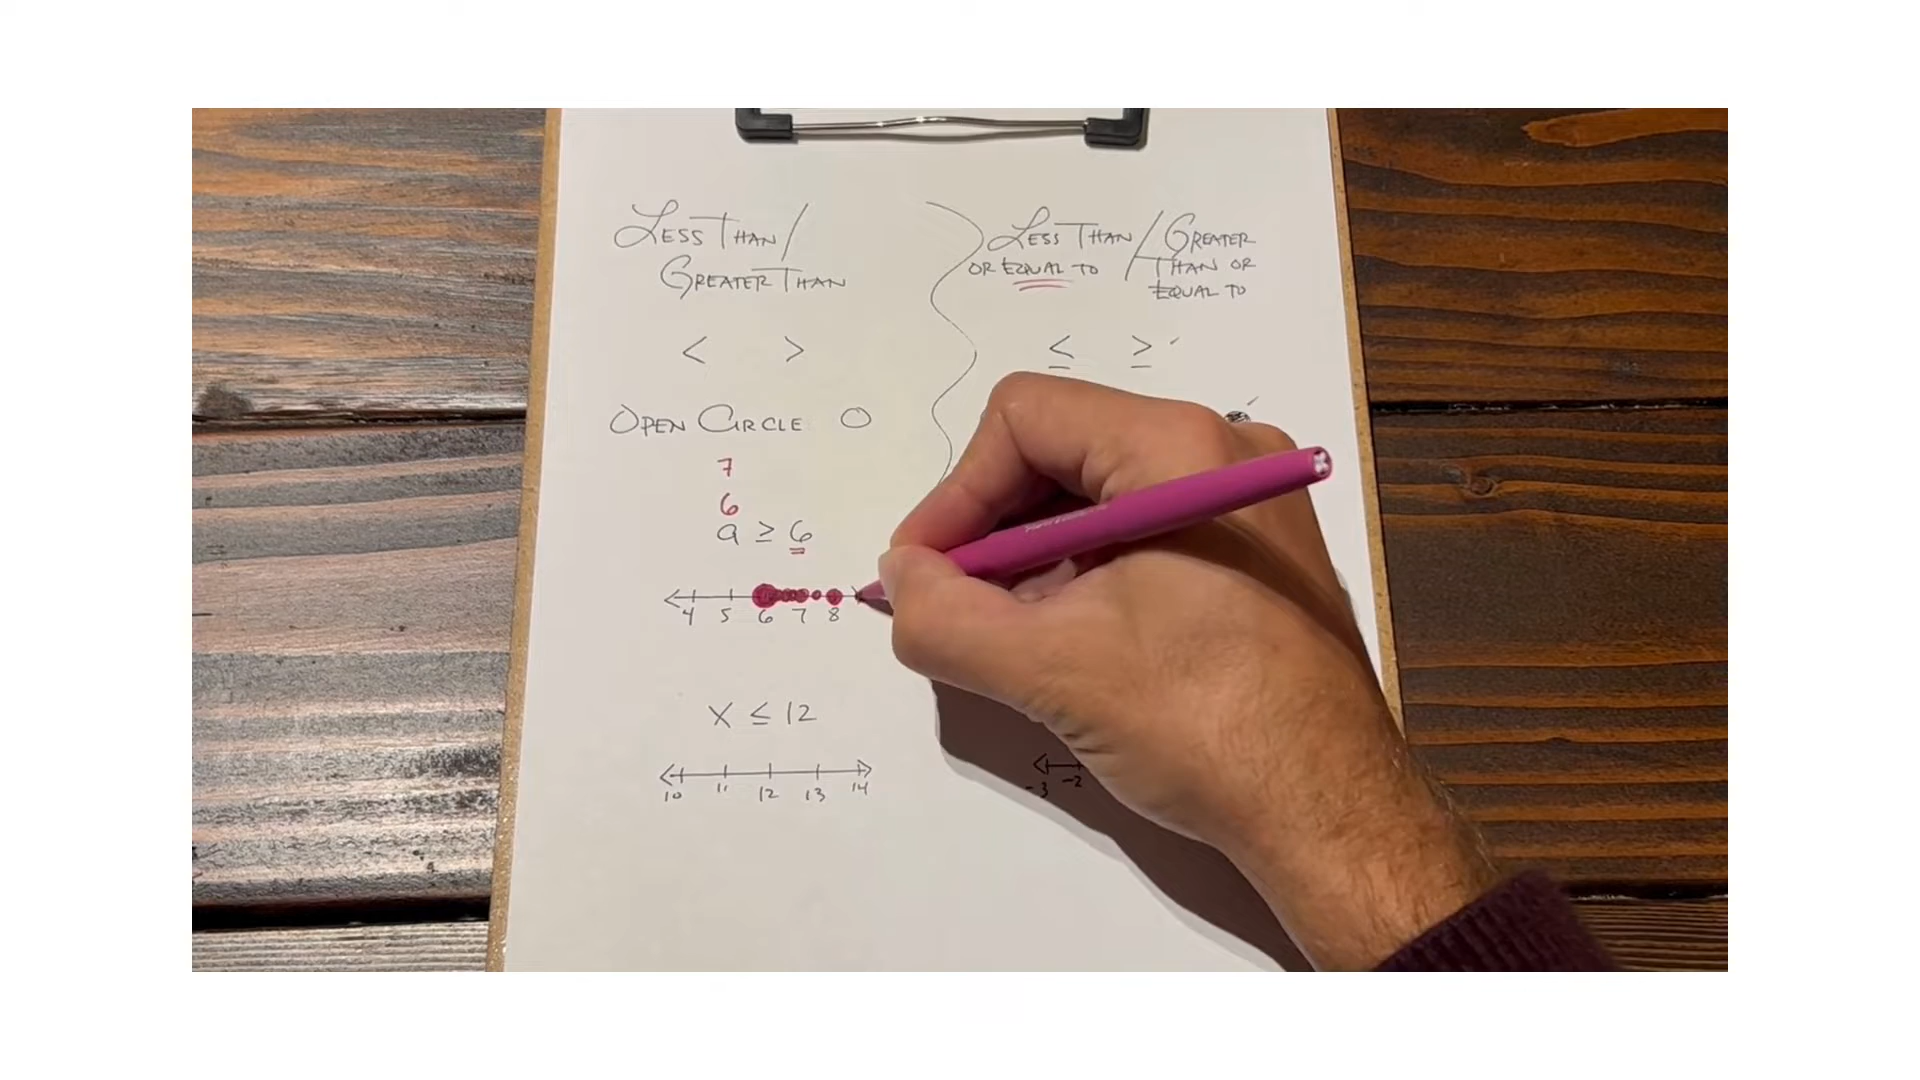 LESS THAN/
GREATER THAN
< >
OPEN CIRCLE O
7
6
a ≥ 6
4 5 6 7 8
X ≤ 12
10 11 12 13 14
LESS THAN / GREATER
OR EQUAL TO THAN OR
EQUAL TO
≤ ≥
-3 -2